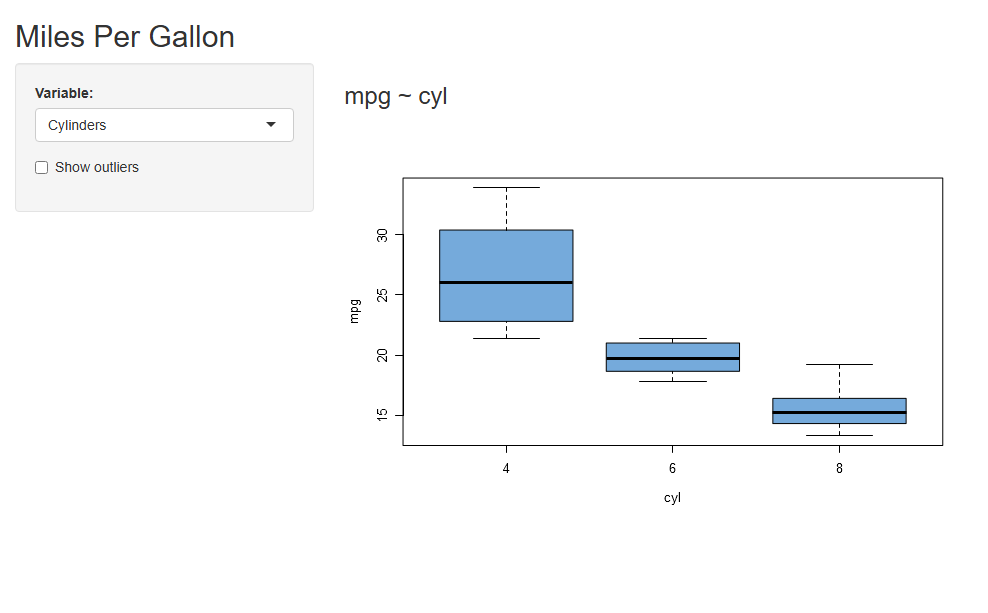 Miles Per Gallon
Variable:
Cylinders
Show outliers
mpg ~ cyl
30
25
20
15
mpg
4 6 8
cyl